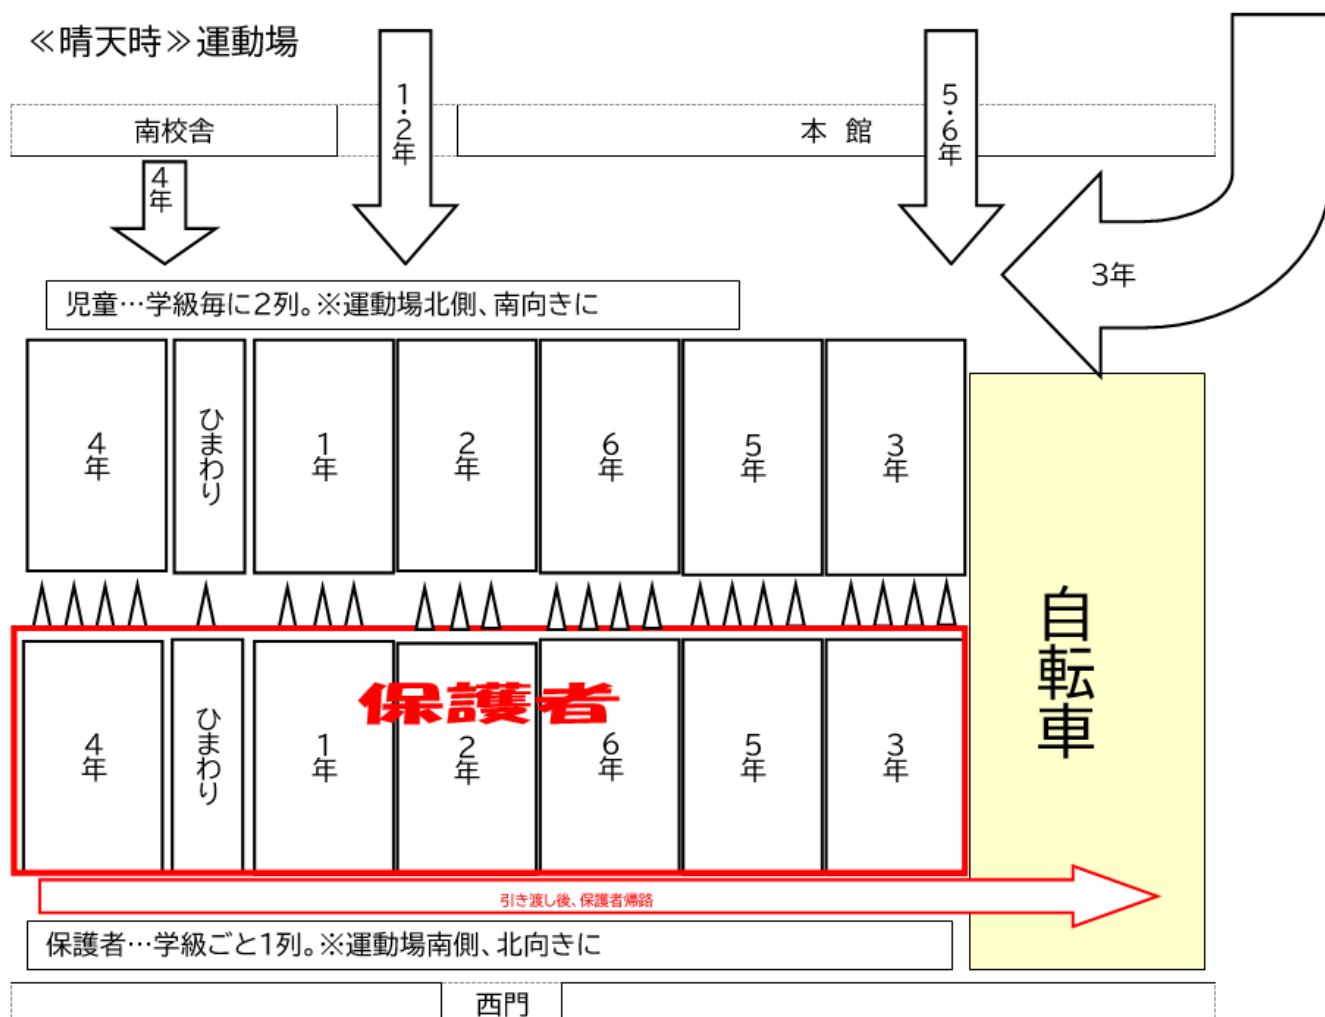 ≪晴天時≫運動場
1・2年
5・6年
南校舎
本 館
4年
3年
児童…学級毎に2列。※運動場北側、南向きに
4年
ひまわり
1年
2年
6年
5年
3年
自転車
保護者
4年
ひまわり
1年
2年
6年
5年
3年
引き渡し後、保護者帰路
保護者…学級ごと1列。※運動場南側、北向きに
西門